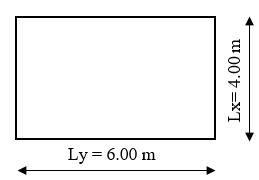 Lx= 4.00 m
Ly = 6.00 m